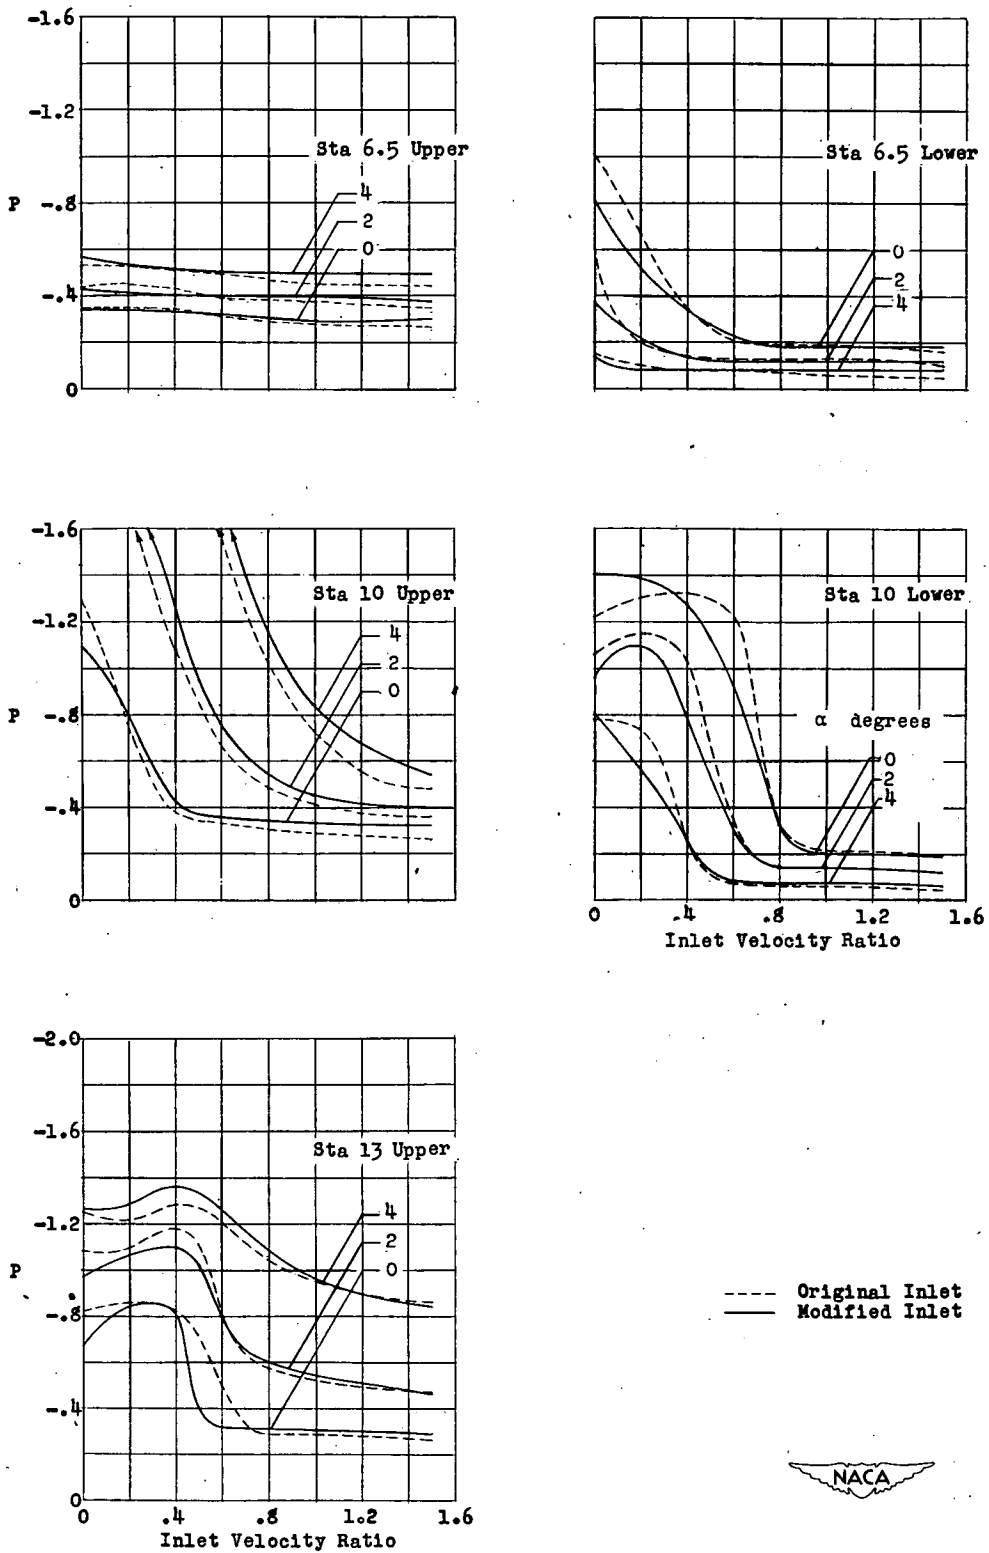 -1.6
-1.2
Sta 6.5 Upper
Sta 6.5 Lower
P -.8
4
2
0
0
2
4
-.4
0
-1.6
-1.2
Sta 10 Upper
Sta 10 Lower
4
2
0
P -.8
α degrees
0
2
4
-.4
0
0 .4 .8 1.2 1.6
Inlet Velocity Ratio
-2.0
-1.6
Sta 13 Upper
-1.2
4
2
0
P
-.8
Original Inlet
Modified Inlet
-.4
0
0 .4 .8 1.2 1.6
Inlet Velocity Ratio
NACA